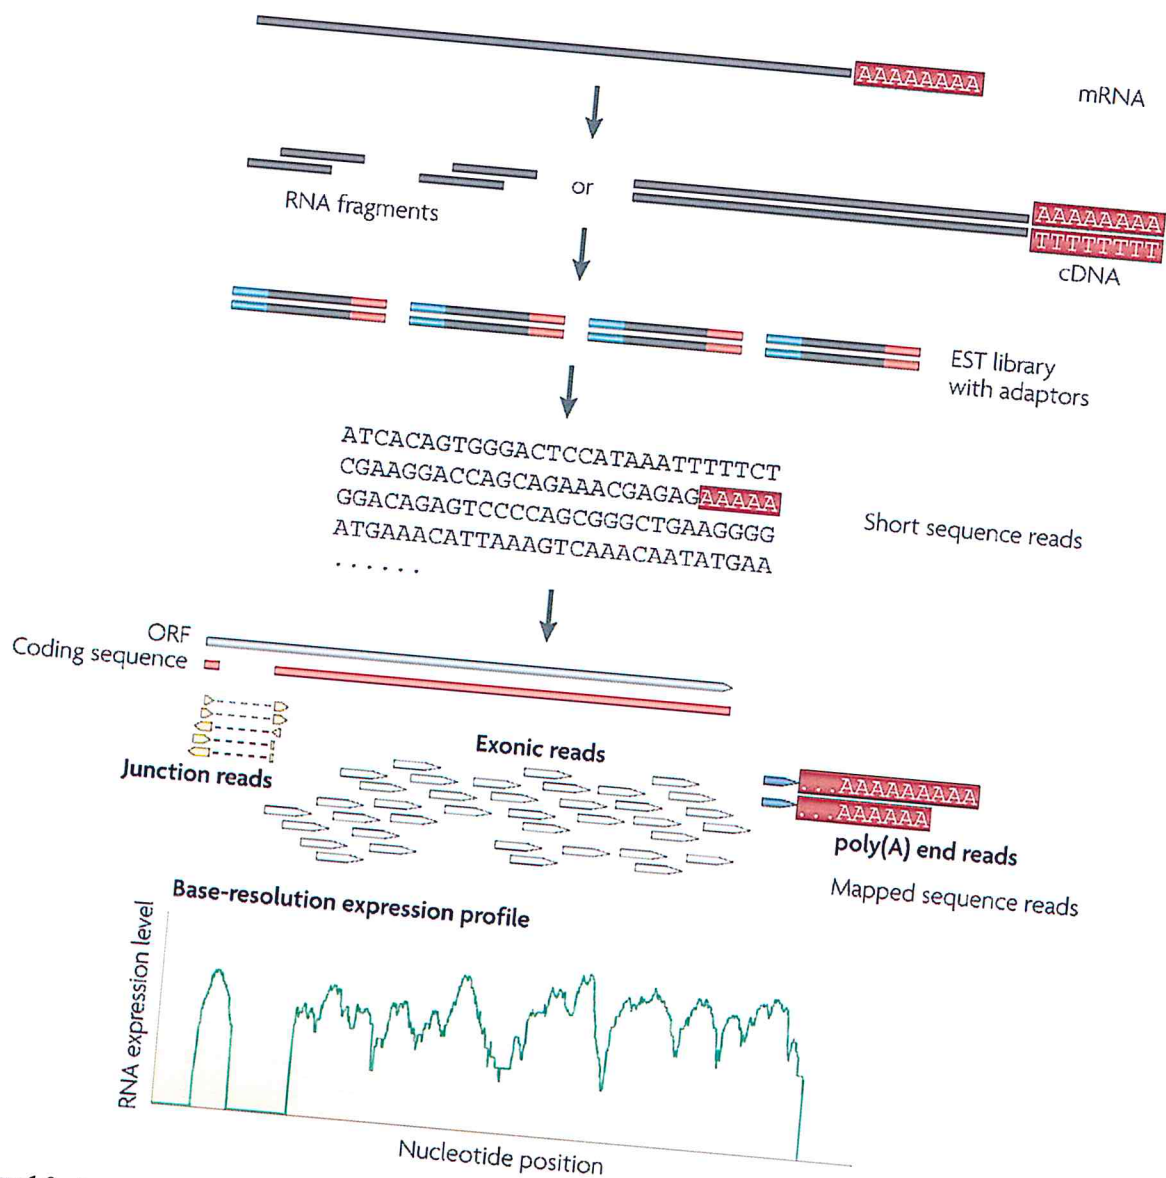 AAAAAAAA
mRNA
or
RNA fragments
AAAAAAAA
TTTTTTTT
cDNA
EST library
with adaptors
ATCACAGTGGGACTCCATAAATTTTTCT
CGAAGGACCAGCAGAAACGAGAGAAAAA
GGACAGAGTCCCCAGCGGGCTGAAGGGG
ATGAAACATTAAAGTCAAACAATATGAA
. . . . . .
Short sequence reads
ORF
Coding sequence
Junction reads
Exonic reads
. . . AAAAAAAAA
. . . AAAAAA
poly(A) end reads
Mapped sequence reads
Base-resolution expression profile
RNA expression level
Nucleotide position